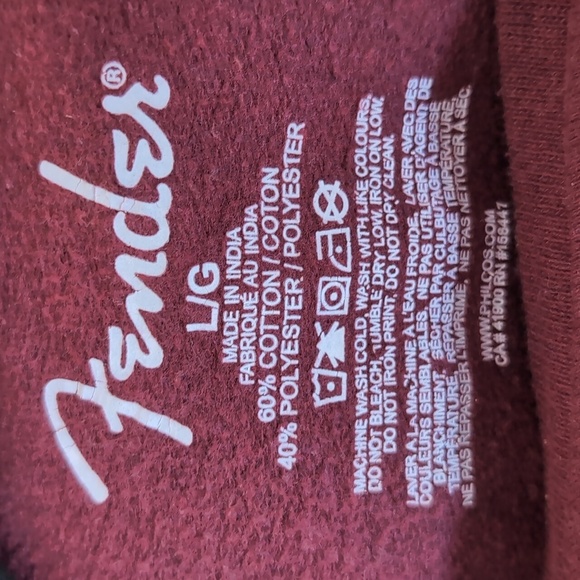 Fender®
L/G
MADE IN INDIA
FABRIQUÉ AU INDIA
60% COTTON / COTON
40% POLYESTER / POLYESTER
MACHINE WASH COLD, WASH WITH LIKE COLOURS,
DO NOT BLEACH, TUMBLE DRY LOW, IRON ON LOW,
DO NOT IRON PRINT, DO NOT DRY CLEAN.
LAVER A LA MACHINE À L'EAU FROIDE, LAVER AVEC DES
COULEURS SEMBLABLES, NE PAS UTILISER D'AGENT DE
BLANCHIMENT, SÉCHER PAR CULBUTAGE À BASSE
TEMPÉRATURE, REPASSER À BASSE TEMPÉRATURE,
NE PAS REPASSER L'IMPRIMÉ, NE PAS NETTOYER À SEC.
WWW.PHILCOS.COM
CA# 41900 RN #158447